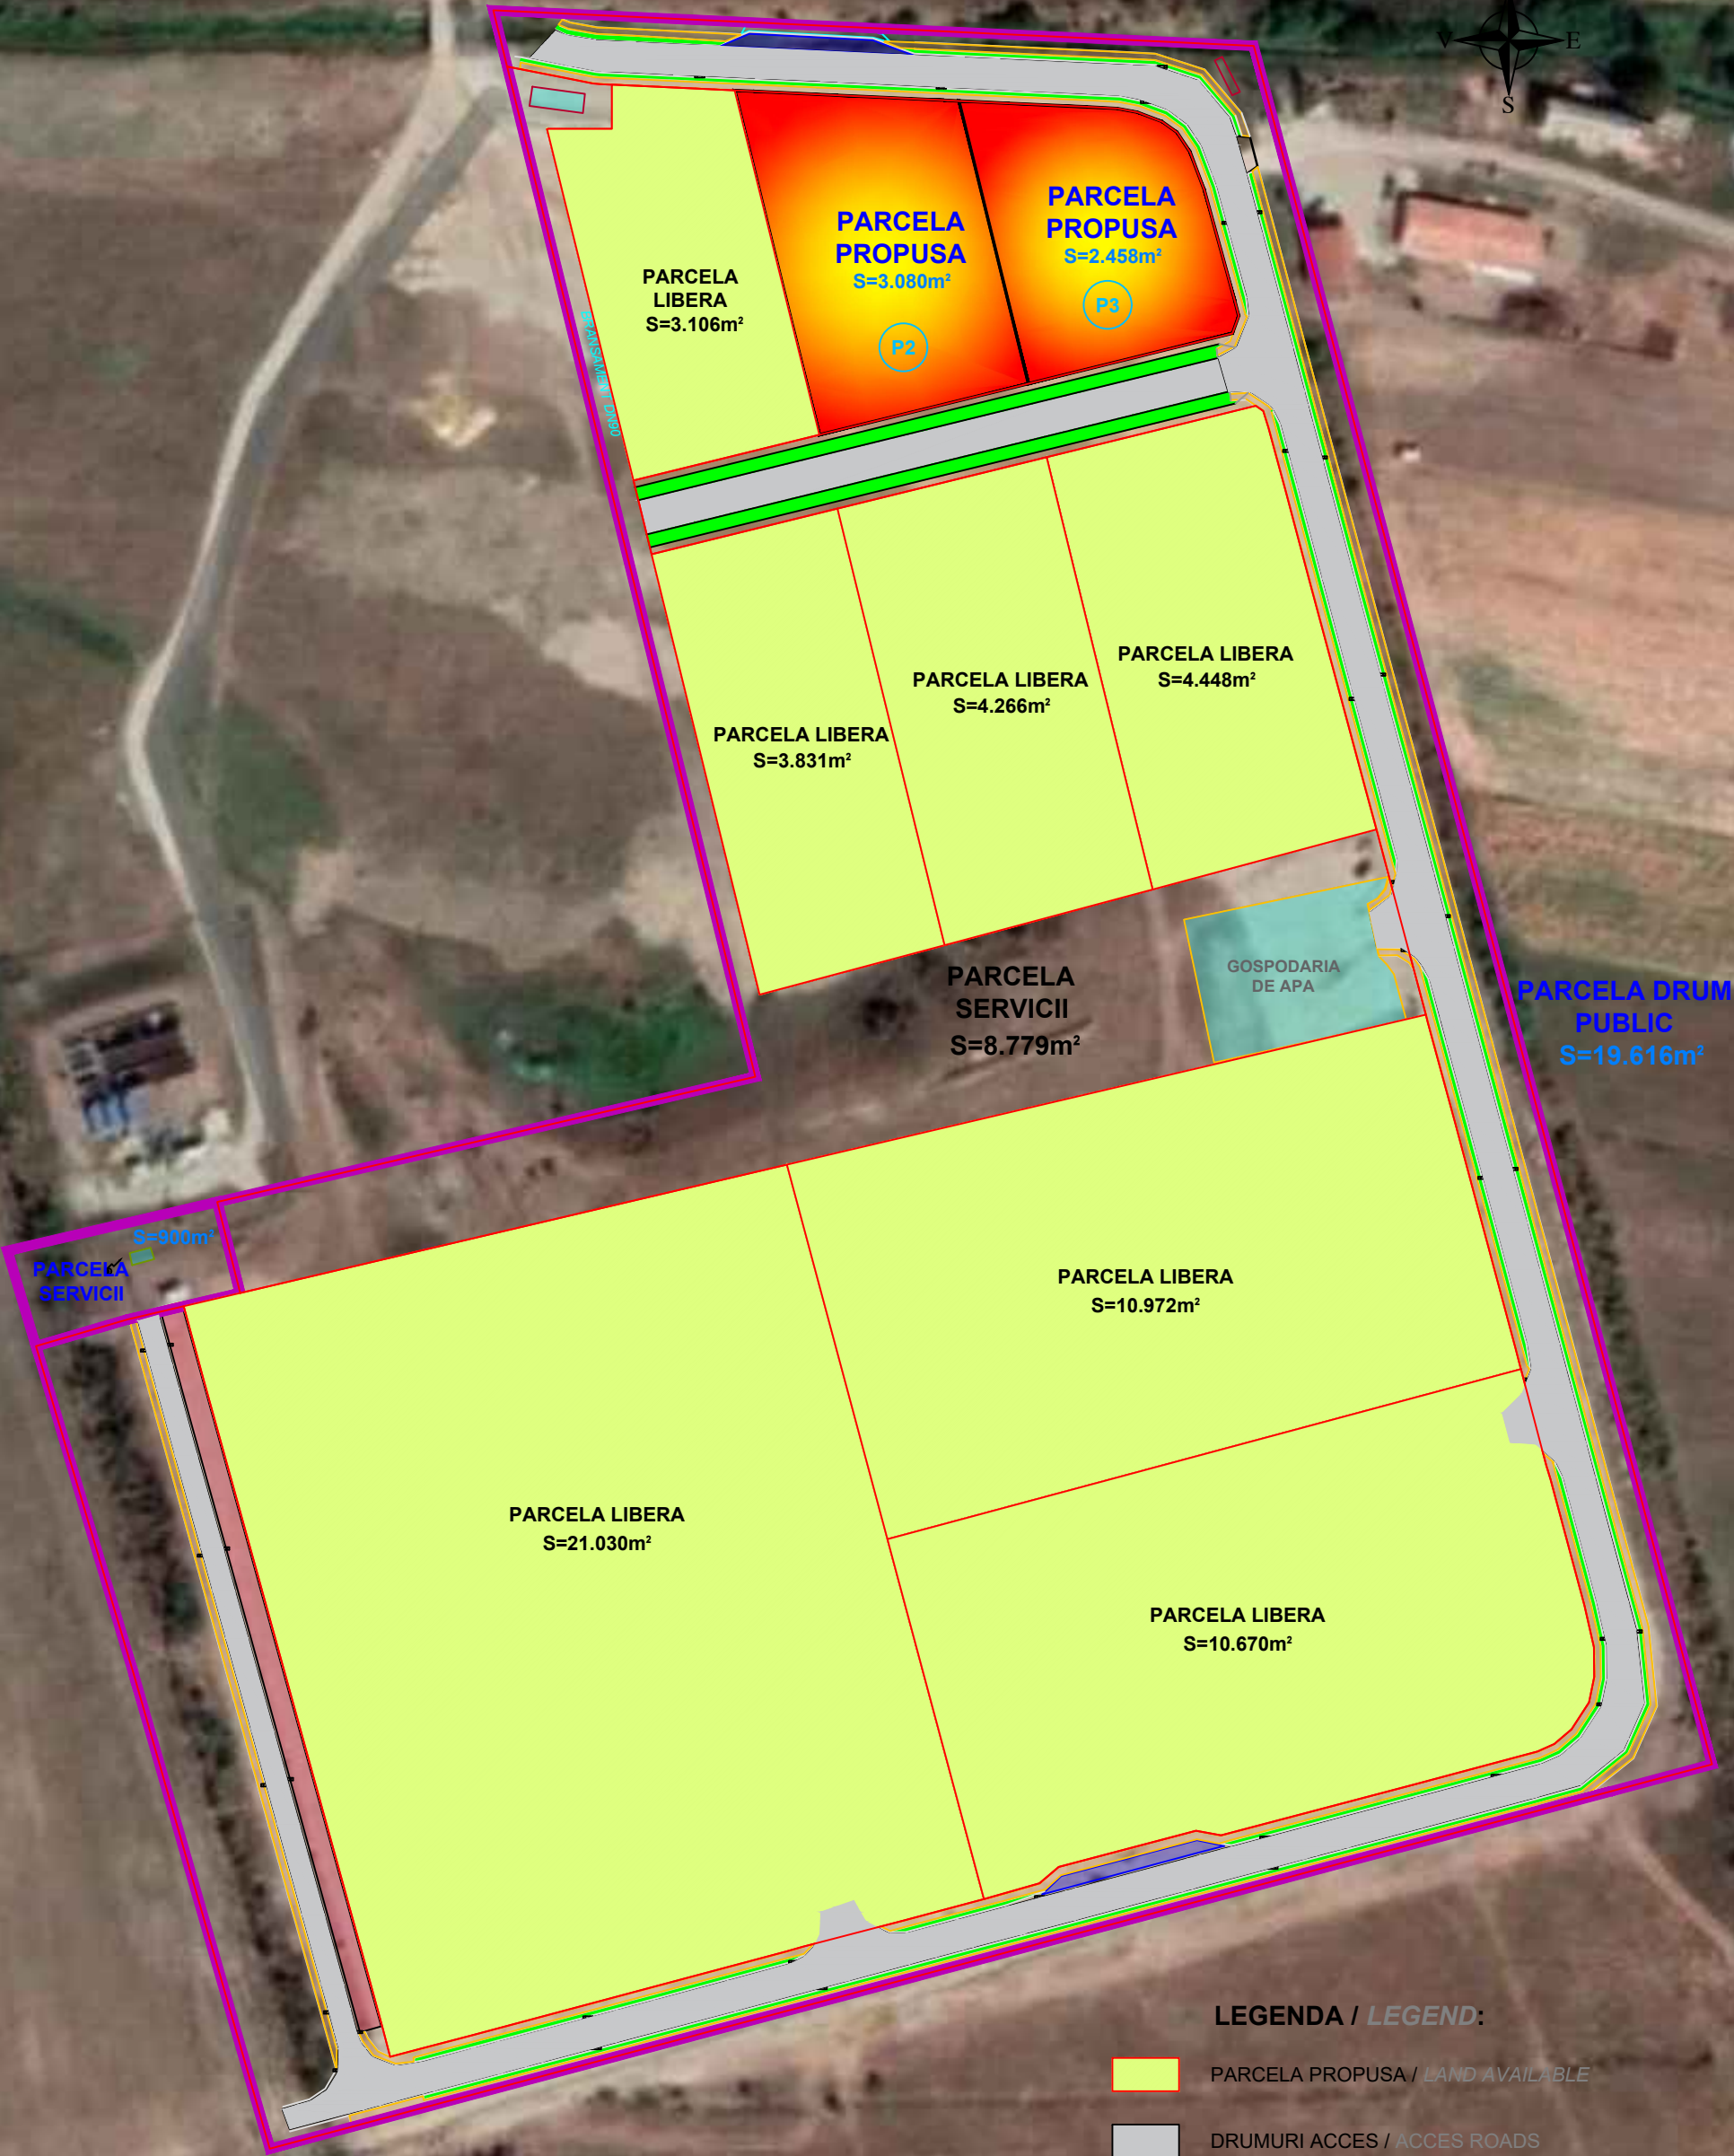 V
E
S
PARCELA
PROPUSA
S=3.080m²
P2
PARCELA
PROPUSA
S=2.458m²
P3
PARCELA
LIBERA
S=3.106m²
BRANSAMENT DN90
PARCELA LIBERA
S=3.831m²
PARCELA LIBERA
S=4.266m²
PARCELA LIBERA
S=4.448m²
PARCELA
SERVICII
S=8.779m²
GOSPODARIA
DE APA
PARCELA DRUM
PUBLIC
S=19.616m²
S=900m²
PARCELA
SERVICII
PARCELA LIBERA
S=10.972m²
PARCELA LIBERA
S=21.030m²
PARCELA LIBERA
S=10.670m²
LEGENDA / LEGEND:
PARCELA PROPUSA / LAND AVAILABLE
DRUMURI ACCES / ACCES ROADS